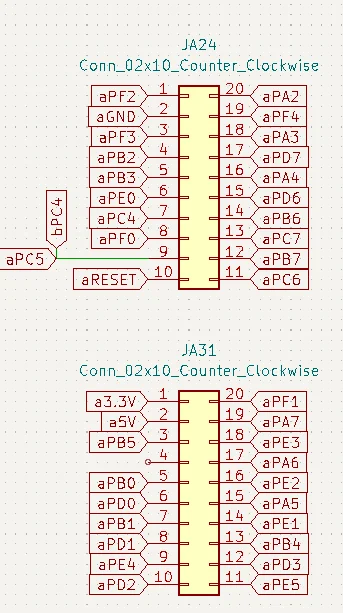 JA24
Conn_02x10_Counter_Clockwise
aPF2 1 20 aPA2
aGND 2 19 aPF4
aPF3 3 18 aPA3
aPB2 4 17 aPD7
aPB3 5 16 aPA4
aPE0 6 15 aPD6
aPC4 7 14 aPB6
aPF0 8 13 aPC7
bPC4
aPC5 9 12 aPB7
aRESET 10 11 aPC6
JA31
Conn_02x10_Counter_Clockwise
a3.3V 1 20 aPF1
a5V 2 19 aPA7
aPB5 3 18 aPE3
4 17 aPA6
aPB0 5 16 aPE2
aPD0 6 15 aPA5
aPB1 7 14 aPE1
aPD1 8 13 aPB4
aPE4 9 12 aPD3
aPD2 10 11 aPE5